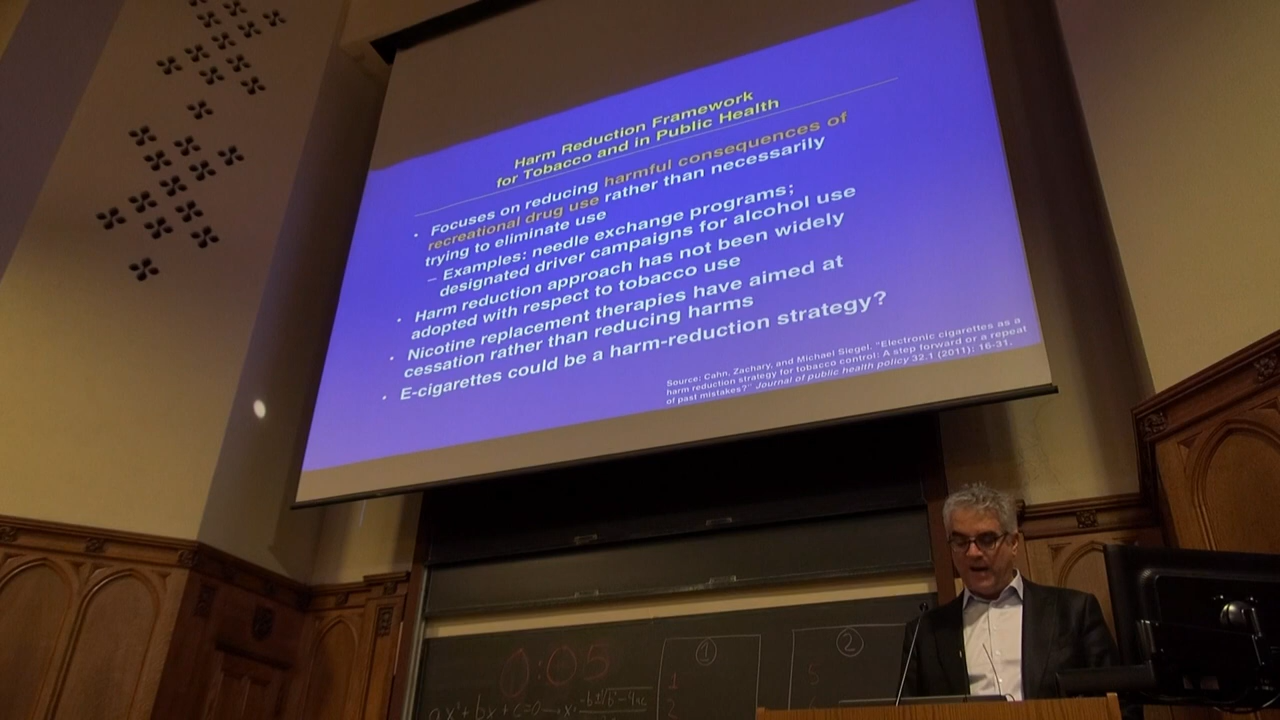 Harm Reduction Framework
for Tobacco and in Public Health
• Focuses on reducing harmful consequences of
recreational drug use rather than necessarily
trying to eliminate use
– Examples: needle exchange programs;
designated driver campaigns for alcohol use
• Harm reduction approach has not been widely
adopted with respect to tobacco use
• Nicotine replacement therapies have aimed at
cessation rather than reducing harms
• E-cigarettes could be a harm-reduction strategy?
Source: Cahn, Zachary, and Michael Siegel. "Electronic cigarettes as a
harm reduction strategy for tobacco control: A step forward or a repeat
of past mistakes?" Journal of public health policy 32.1 (2011): 16-31.
0:05
1
2
1
2
5